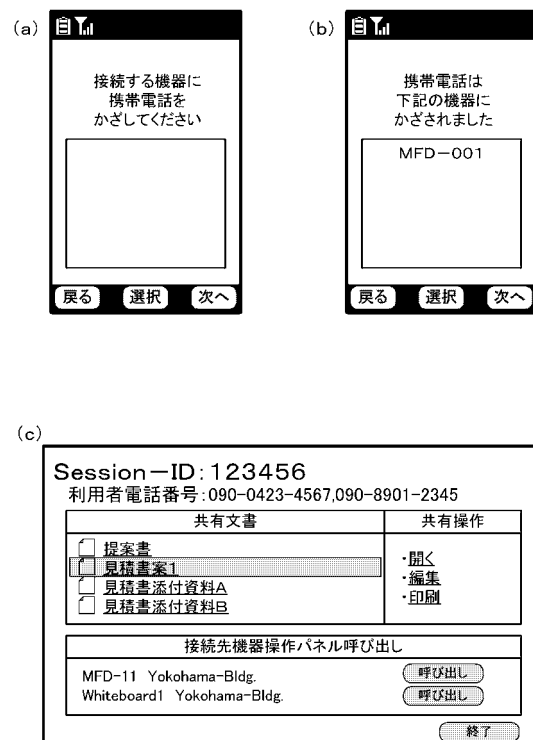 (a)
接続する機器に
携帯電話を
かざしてください
戻る 選択 次へ
(b)
携帯電話は
下記の機器に
かざされました
MFD-001
戻る 選択 次へ
(c)
Session-ID:123456
利用者電話番号:090-0423-4567,090-8901-2345
共有文書 共有操作
提案書
見積書案1
見積書添付資料A
見積書添付資料B
・開く
・編集
・印刷
接続先機器操作パネル呼び出し
MFD-11 Yokohama-Bldg. 呼び出し
Whiteboard1 Yokohama-Bldg. 呼び出し
終了